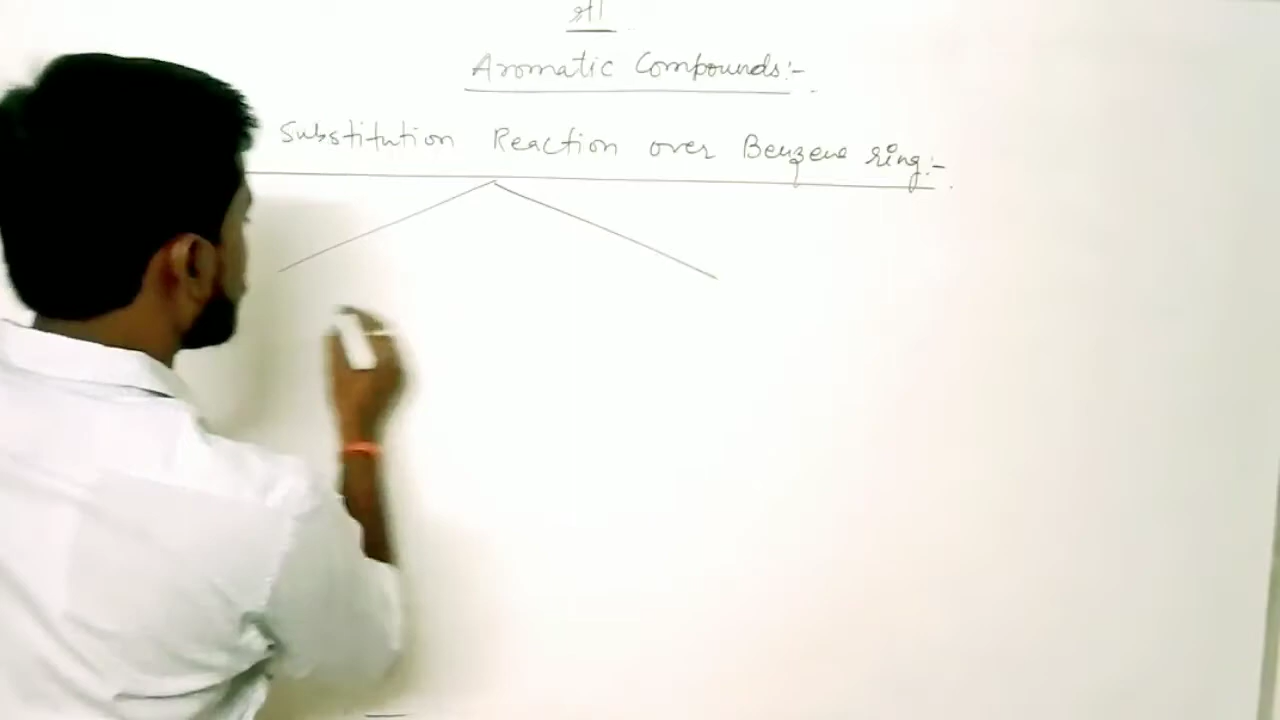 श्री
Aromatic Compounds:-
Substitution Reaction over Benzene ring:-